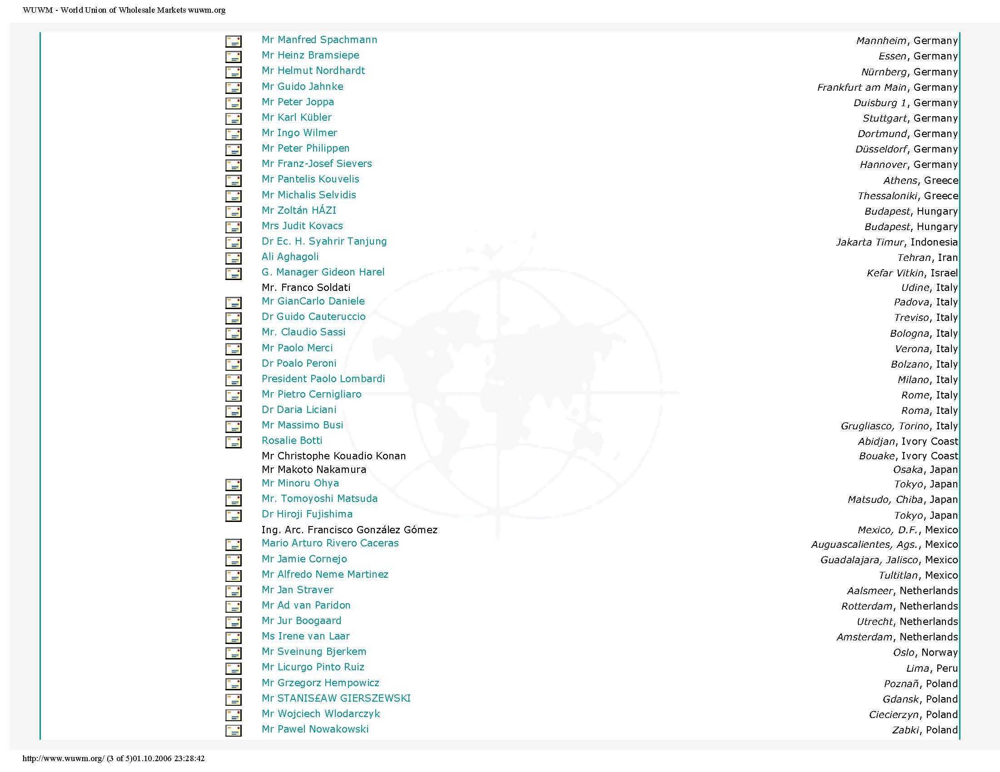 WUWM - World Union of Wholesale Markets wuwm.org
Mr Manfred Spachmann Mannheim, Germany
Mr Heinz Bramsiepe Essen, Germany
Mr Helmut Nordhardt Nürnberg, Germany
Mr Guido Jahnke Frankfurt am Main, Germany
Mr Peter Joppa Duisburg 1, Germany
Mr Karl Kübler Stuttgart, Germany
Mr Ingo Wilmer Dortmund, Germany
Mr Peter Philippen Düsseldorf, Germany
Mr Franz-Josef Sievers Hannover, Germany
Mr Pantelis Kouvelis Athens, Greece
Mr Michalis Selvidis Thessaloniki, Greece
Mr Zoltán HÁZI Budapest, Hungary
Mrs Judit Kovacs Budapest, Hungary
Dr Ec. H. Syahrir Tanjung Jakarta Timur, Indonesia
Ali Aghagoli Tehran, Iran
G. Manager Gideon Harel Kefar Vitkin, Israel
Mr. Franco Soldati Udine, Italy
Mr GianCarlo Daniele Padova, Italy
Dr Guido Cauteruccio Treviso, Italy
Mr. Claudio Sassi Bologna, Italy
Mr Paolo Merci Verona, Italy
Dr Poalo Peroni Bolzano, Italy
President Paolo Lombardi Milano, Italy
Mr Pietro Cernigliaro Rome, Italy
Dr Daria Liciani Roma, Italy
Mr Massimo Busi Grugliasco, Torino, Italy
Rosalie Botti Abidjan, Ivory Coast
Mr Christophe Kouadio Konan Bouake, Ivory Coast
Mr Makoto Nakamura Osaka, Japan
Mr Minoru Ohya Tokyo, Japan
Mr. Tomoyoshi Matsuda Matsudo, Chiba, Japan
Dr Hiroji Fujishima Tokyo, Japan
Ing. Arc. Francisco González Gómez Mexico, D.F., Mexico
Mario Arturo Rivero Caceras Auguascalientes, Ags., Mexico
Mr Jamie Cornejo Guadalajara, Jalisco, Mexico
Mr Alfredo Neme Martinez Tultitlan, Mexico
Mr Jan Straver Aalsmeer, Netherlands
Mr Ad van Paridon Rotterdam, Netherlands
Mr Jur Boogaard Utrecht, Netherlands
Ms Irene van Laar Amsterdam, Netherlands
Mr Sveinung Bjerkem Oslo, Norway
Mr Licurgo Pinto Ruiz Lima, Peru
Mr Grzegorz Hempowicz Poznañ, Poland
Mr STANIS£AW GIERSZEWSKI Gdansk, Poland
Mr Wojciech Wlodarczyk Ciecierzyn, Poland
Mr Pawel Nowakowski Zabki, Poland
http://www.wuwm.org/ (3 of 5)01.10.2006 23:28:42